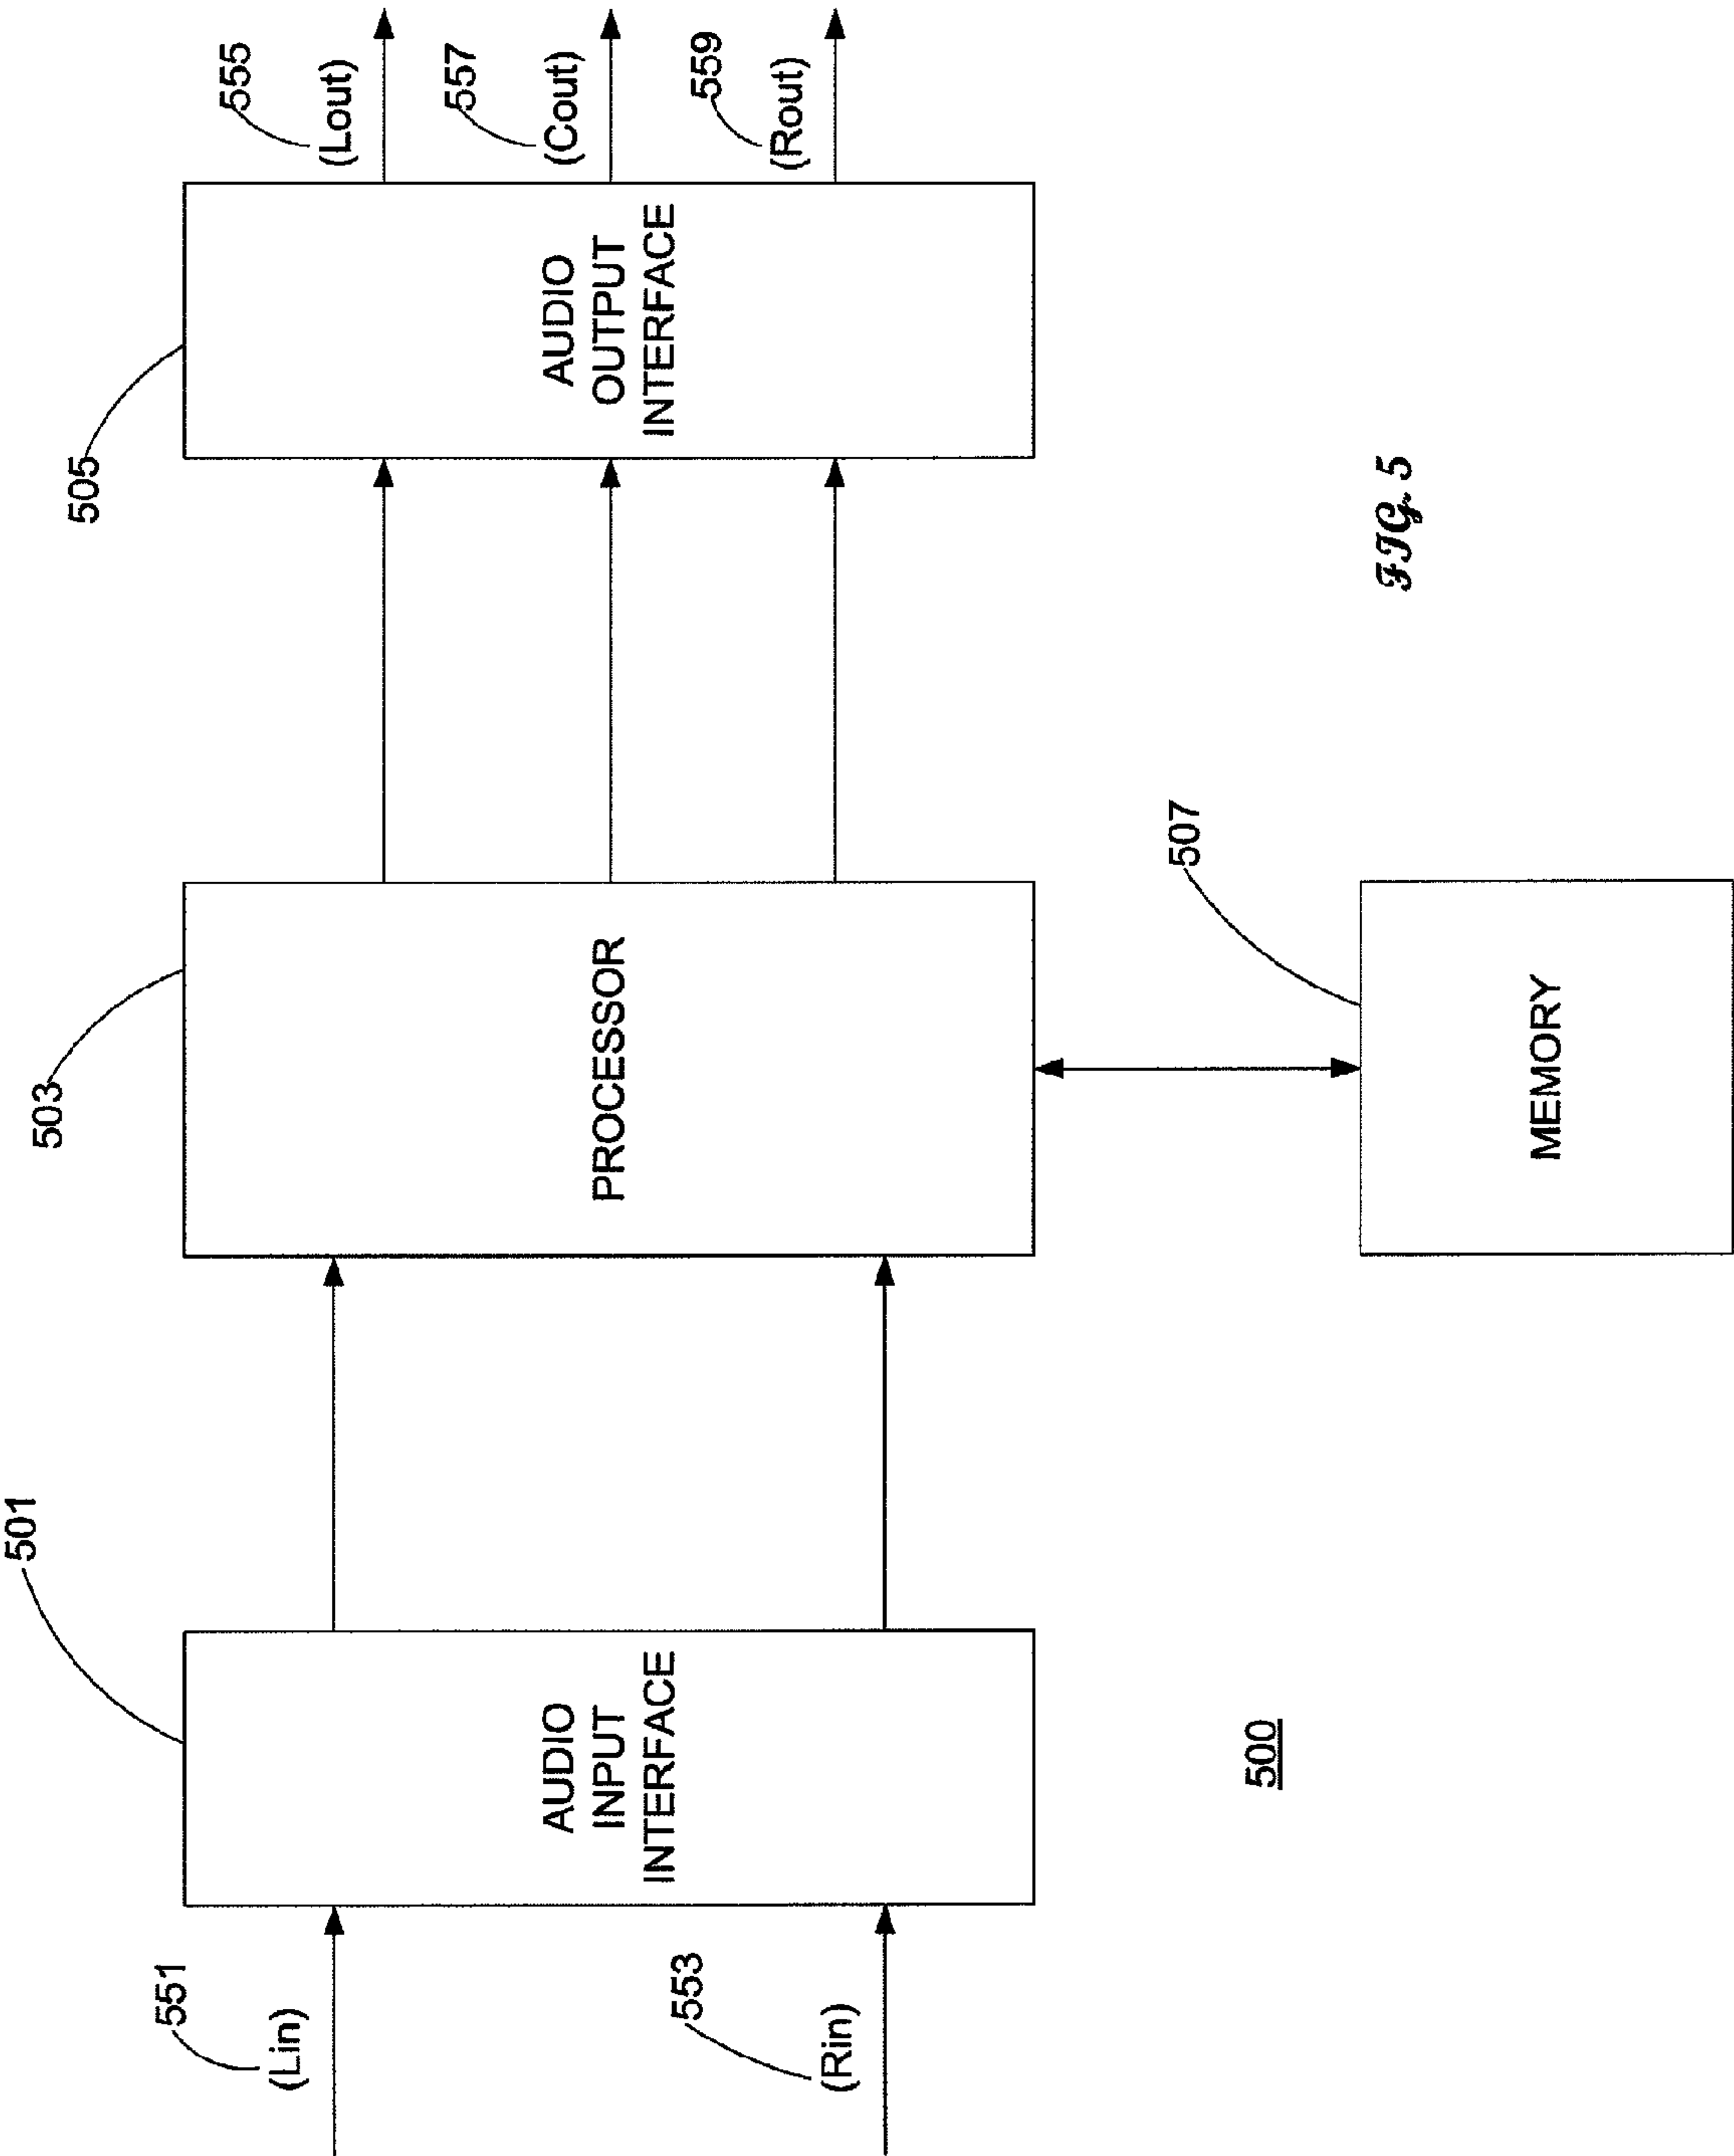 501
503
505
551
(Lin)
553
(Rin)
AUDIO
INPUT
INTERFACE
PROCESSOR
AUDIO
OUTPUT
INTERFACE
555
(Lout)
557
(Cout)
559
(Rout)
507
MEMORY
500
FIG. 5